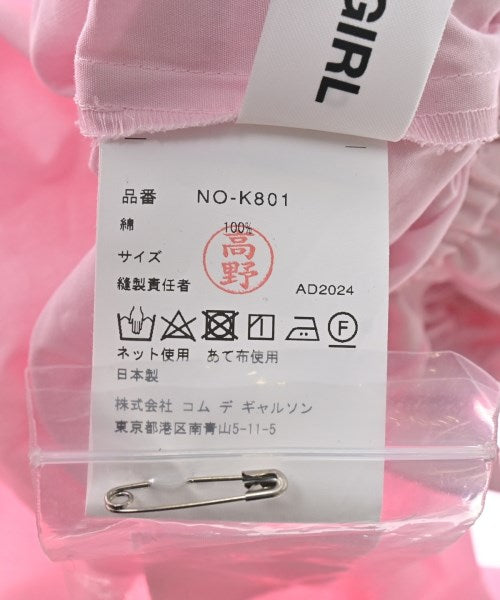 GIRL
品番 NO-K801
綿 100%
サイズ
高野
縫製責任者 AD2024
F
ネット使用 あて布使用
日本製
株式会社 コム デ ギャルソン
東京都港区南青山5-11-5